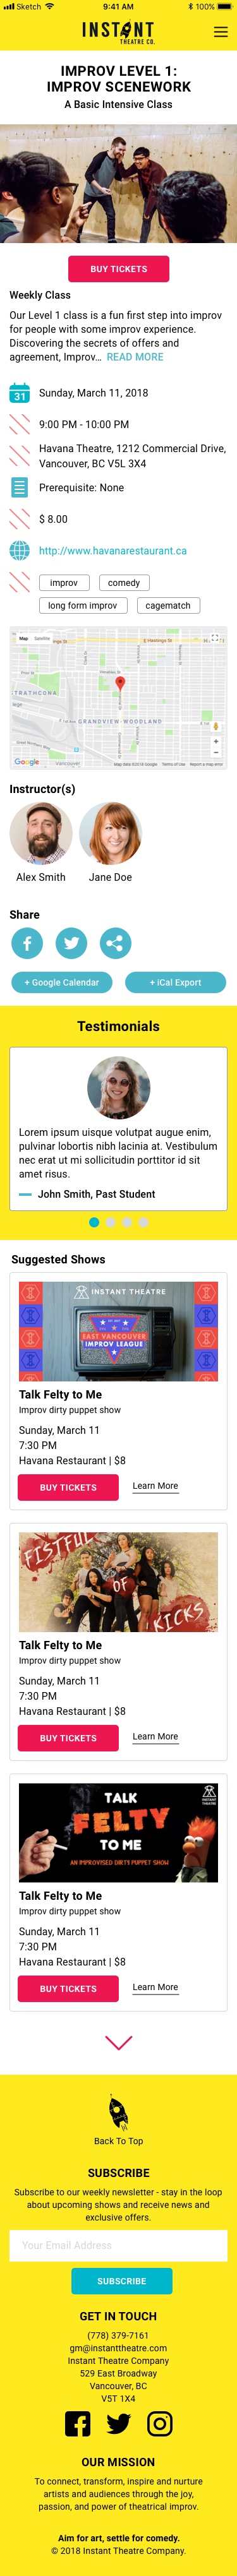 Sketch 9:41 AM 100%
INSTANT
THEATRE CO.
IMPROV LEVEL 1:
IMPROV SCENEWORK
A Basic Intensive Class
BUY TICKETS
Weekly Class
Our Level 1 class is a fun first step into improv
for people with some improv experience.
Discovering the secrets of offers and
agreement, Improv... READ MORE
31 Sunday, March 11, 2018
9:00 PM - 10:00 PM
Havana Theatre, 1212 Commercial Drive,
Vancouver, BC V5L 3X4
Prerequisite: None
$ 8.00
http://www.havanarestaurant.ca
improv comedy
long form improv cagematch
Map Satellite
E Hastings St
STRATHCONA
GRANDVIEW-WOODLAND
Google
Map data ©2018 Google Terms of Use Report a map error
Instructor(s)
Alex Smith Jane Doe
Share
+ Google Calendar + iCal Export
Testimonials
Lorem ipsum uisque volutpat augue enim,
pulvinar lobortis nibh lacinia at. Vestibulum
nec erat ut mi sollicitudin porttitor id sit
amet risus.
John Smith, Past Student
Suggested Shows
INSTANT THEATRE
EAST VANCOUVER
IMPROV LEAGUE
Talk Felty to Me
Improv dirty puppet show
Sunday, March 11
7:30 PM
Havana Restaurant | $8
BUY TICKETS Learn More
FISTFUL
OF
KICKS
Talk Felty to Me
Improv dirty puppet show
Sunday, March 11
7:30 PM
Havana Restaurant | $8
BUY TICKETS Learn More
TALK
FELTY
TO ME
AN IMPROVISED DIRTY PUPPET SHOW
INSTANT
THEATRE
Talk Felty to Me
Improv dirty puppet show
Sunday, March 11
7:30 PM
Havana Restaurant | $8
BUY TICKETS Learn More
Back To Top
SUBSCRIBE
Subscribe to our weekly newsletter - stay in the loop
about upcoming shows and receive news and
exclusive offers.
Your Email Address
SUBSCRIBE
GET IN TOUCH
(778) 379-7161
gm@instanttheatre.com
Instant Theatre Company
529 East Broadway
Vancouver, BC
V5T 1X4
OUR MISSION
To connect, transform, inspire and nurture
artists and audiences through the joy,
passion, and power of theatrical improv.
Aim for art, settle for comedy.
© 2018 Instant Theatre Company.